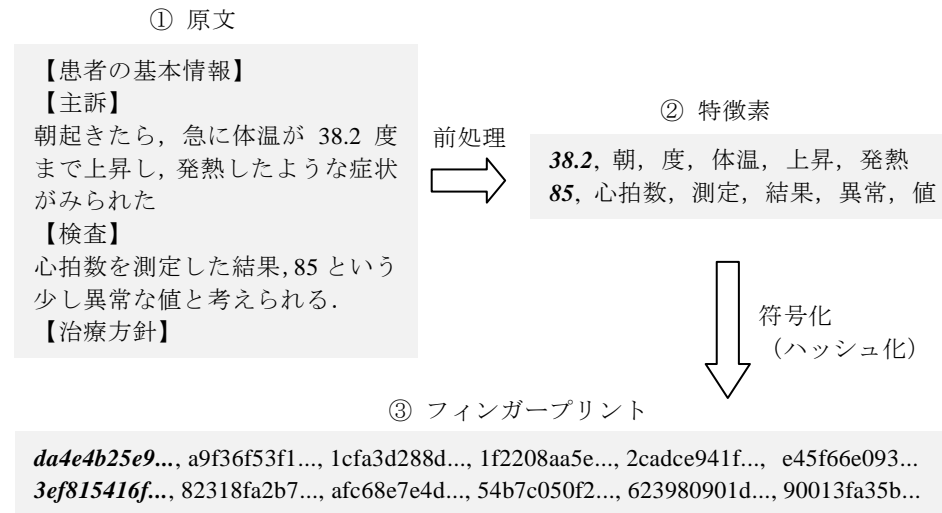 ① 原文
【患者の基本情報】
【主訴】
朝起きたら，急に体温が 38.2 度
まで上昇し，発熱したような症状
がみられた
【検査】
心拍数を測定した結果，85 という
少し異常な値と考えられる．
【治療方針】
前処理
② 特徴素
38.2，朝，度，体温，上昇，発熱
85，心拍数，測定，結果，異常，値
符号化
（ハッシュ化）
③ フィンガープリント
da4e4b25e9..., a9f36f53f1..., 1cfa3d288d..., 1f2208aa5e..., 2cadce941f..., e45f66e093...
3ef815416f..., 82318fa2b7..., afc68e7e4d..., 54b7c050f2..., 623980901d..., 90013fa35b...